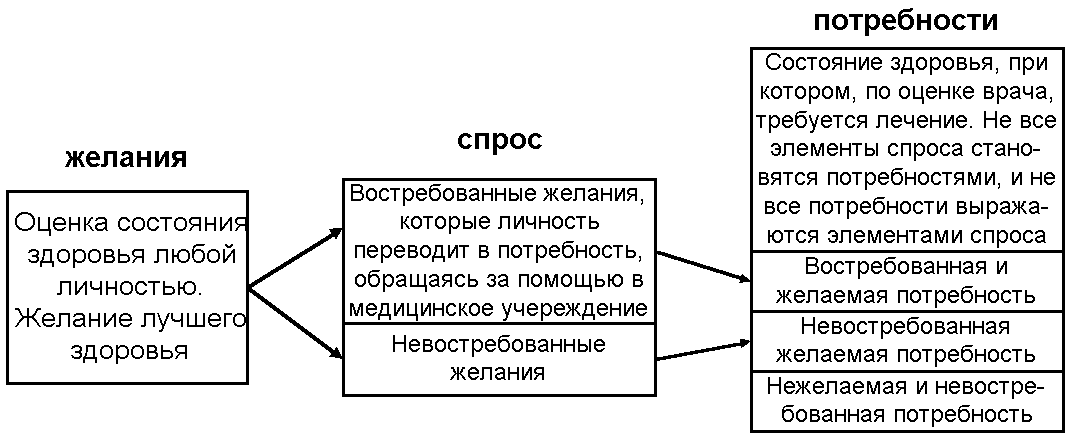 желания
Оценка состояния
здоровья любой
личностью.
Желание лучшего
здоровья
спрос
Востребованные желания,
которые личность
переводит в потребность,
обращаясь за помощью в
медицинское учереждение
Невостребованные
желания
потребности
Состояние здоровья, при
котором, по оценке врача,
требуется лечение. Не все
элементы спроса стано-
вятся потребностями, и не
все потребности выража-
ются элементами спроса
Востребованная и
желаемая потребность
Невостребованная
желаемая потребность
Нежелаемая и невостре-
бованная потребность